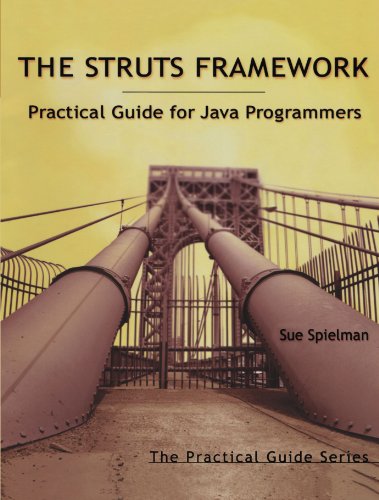 THE STRUTS FRAMEWORK
Practical Guide for Java Programmers
Sue Spielman
The Practical Guide Series